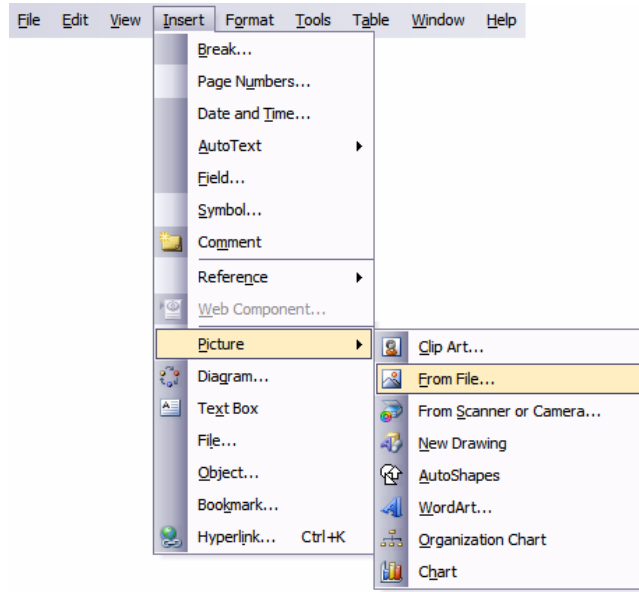 File Edit View Insert Format Tools Table Window Help
Break...
Page Numbers...
Date and Time...
AutoText
Field...
Symbol...
Comment
Reference
Web Component...
Picture
Diagram...
Text Box
File...
Object...
Bookmark...
Hyperlink... Ctrl+K
Clip Art...
From File...
From Scanner or Camera...
New Drawing
AutoShapes
WordArt...
Organization Chart
Chart